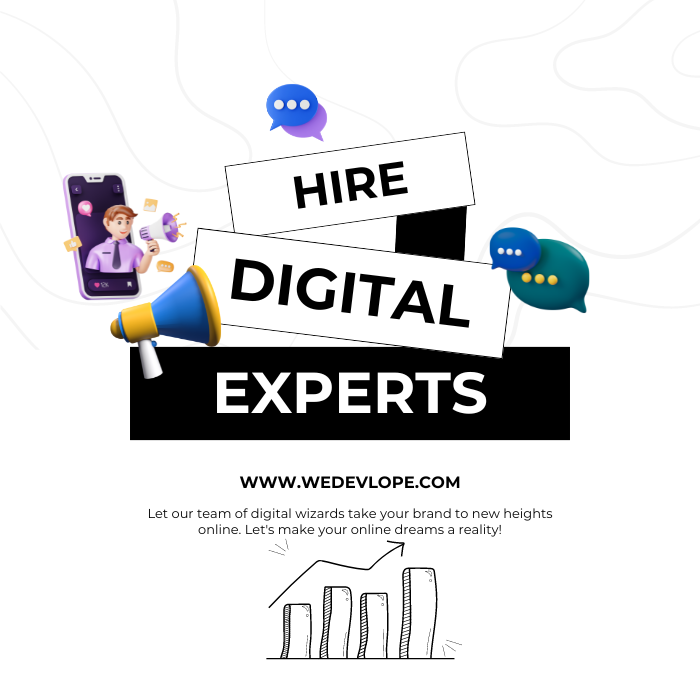 HIRE
DIGITAL
EXPERTS
WWW.WEDEVLOPE.COM
Let our team of digital wizards take your brand to new heights
online. Let's make your online dreams a reality!